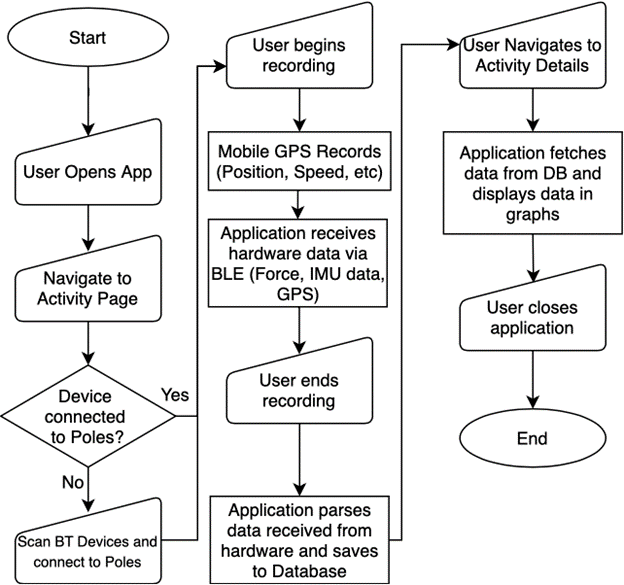 Start
User Opens App
Navigate to
Activity Page
Device
connected
to Poles?
Yes
No
Scan BT Devices and
connect to Poles
User begins
recording
Mobile GPS Records
(Position, Speed, etc)
Application receives
hardware data via
BLE (Force, IMU data,
GPS)
User ends
recording
Application parses
data received from
hardware and saves
to Database
User Navigates to
Activity Details
Application fetches
data from DB and
displays data in
graphs
User closes
application
End